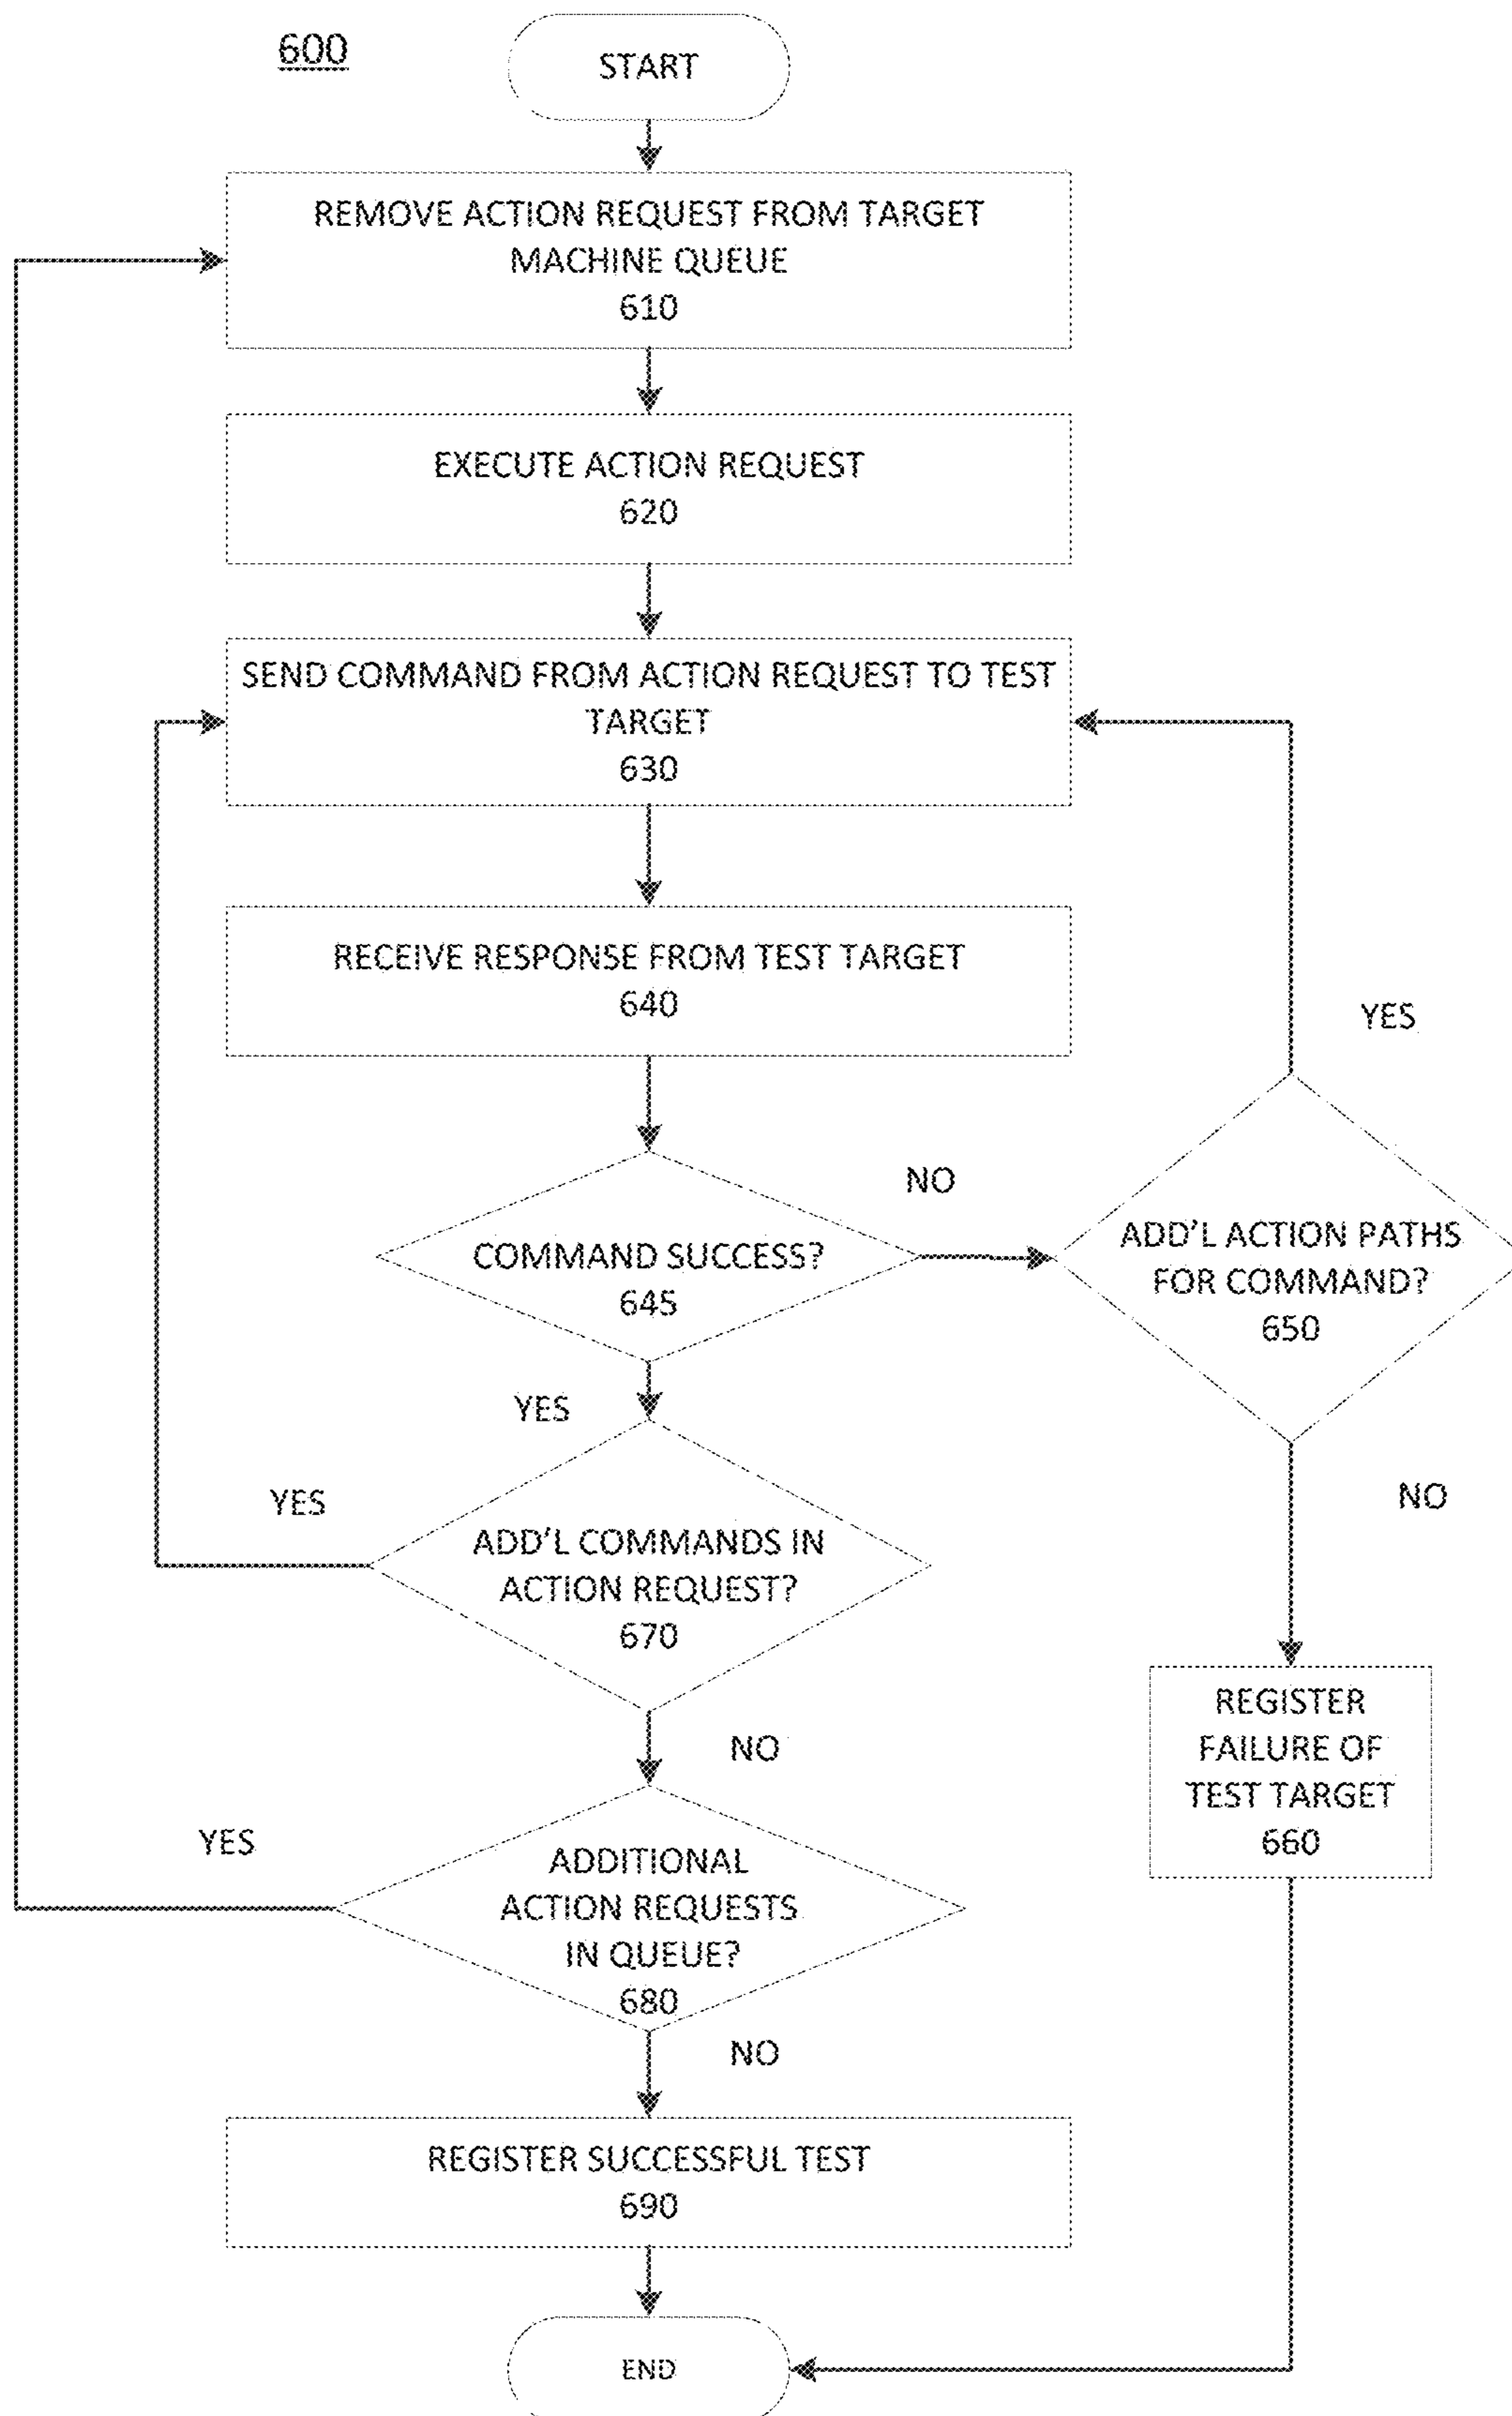 600
START
REMOVE ACTION REQUEST FROM TARGET
MACHINE QUEUE
610
EXECUTE ACTION REQUEST
620
SEND COMMAND FROM ACTION REQUEST TO TEST
TARGET
630
RECEIVE RESPONSE FROM TEST TARGET
640
YES
NO
COMMAND SUCCESS?
645
ADD'L ACTION PATHS
FOR COMMAND?
650
YES
YES
NO
ADD'L COMMANDS IN
ACTION REQUEST?
670
NO
REGISTER
FAILURE OF
TEST TARGET
660
YES
ADDITIONAL
ACTION REQUESTS
IN QUEUE?
680
NO
REGISTER SUCCESSFUL TEST
690
END